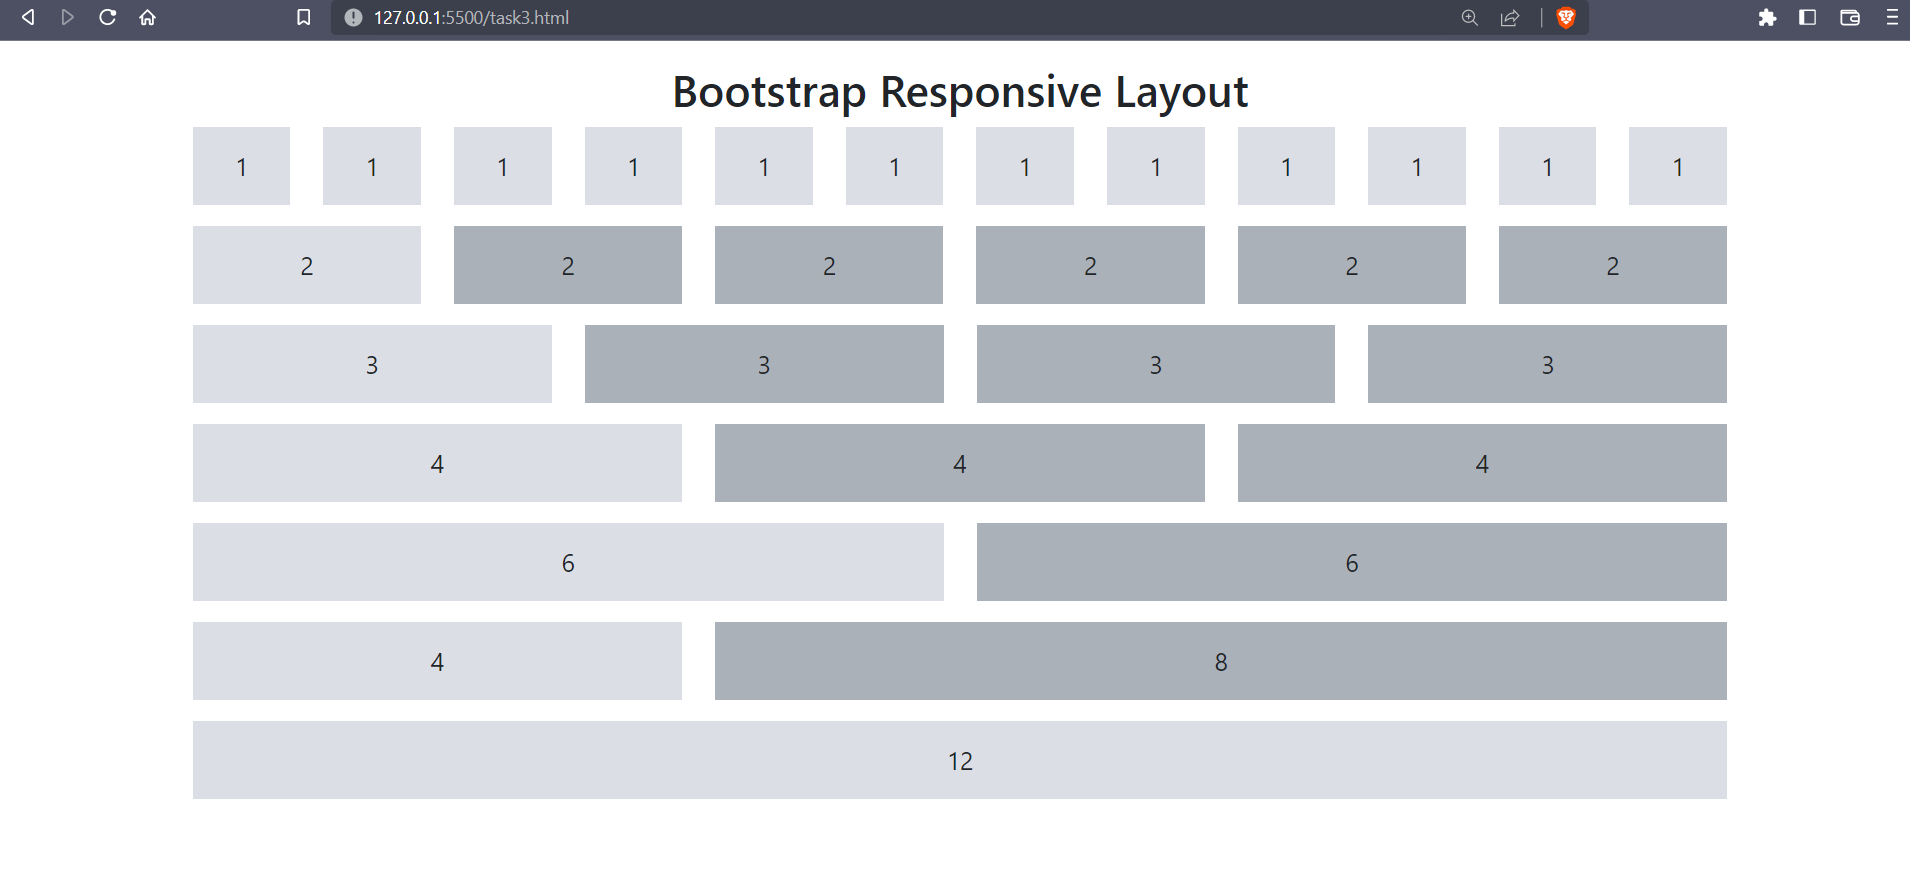 127.0.0.1:5500/task3.html
Bootstrap Responsive Layout
1 1 1 1 1 1 1 1 1 1 1 1
2 2 2 2 2 2
3 3 3 3
4 4 4
6 6
4 8
12